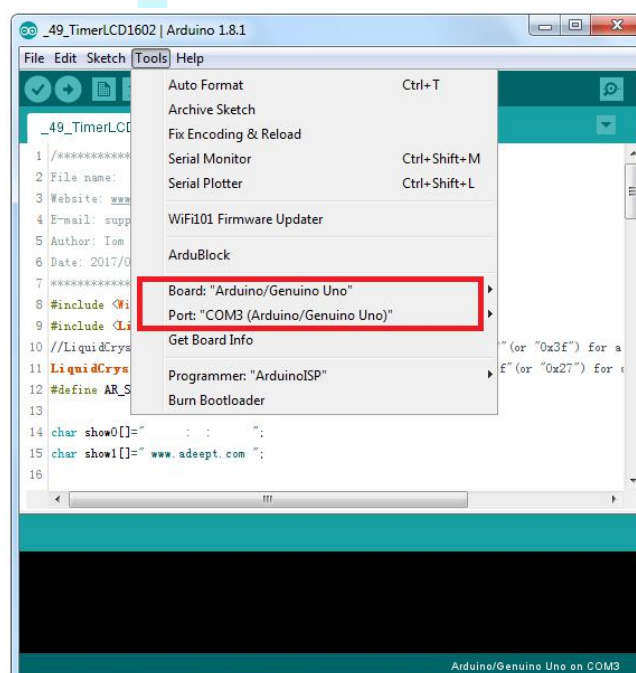 _49_TimerLCD1602 | Arduino 1.8.1
File Edit Sketch Tools Help
Auto Format Ctrl+T
Archive Sketch
Fix Encoding & Reload
Serial Monitor Ctrl+Shift+M
Serial Plotter Ctrl+Shift+L
WiFi101 Firmware Updater
ArduBlock
Board: "Arduino/Genuino Uno"
Port: "COM3 (Arduino/Genuino Uno)"
Get Board Info
Programmer: "ArduinoISP"
Burn Bootloader
_49_TimerLCD
1 /************
2 File name:
3 Website: www
4 E-mail: supp
5 Author: Tom
6 Date: 2017/0
7 ************
8 #include <Wi
9 #include <Li
10 //LiquidCrys "(or "0x3f") for a
11 LiquidCrys f"(or "0x27") for
12 #define AR_S
13
14 char show0[]=" : : ";
15 char show1[]=" www.adeept.com ";
16
Arduino/Genuino Uno on COM3